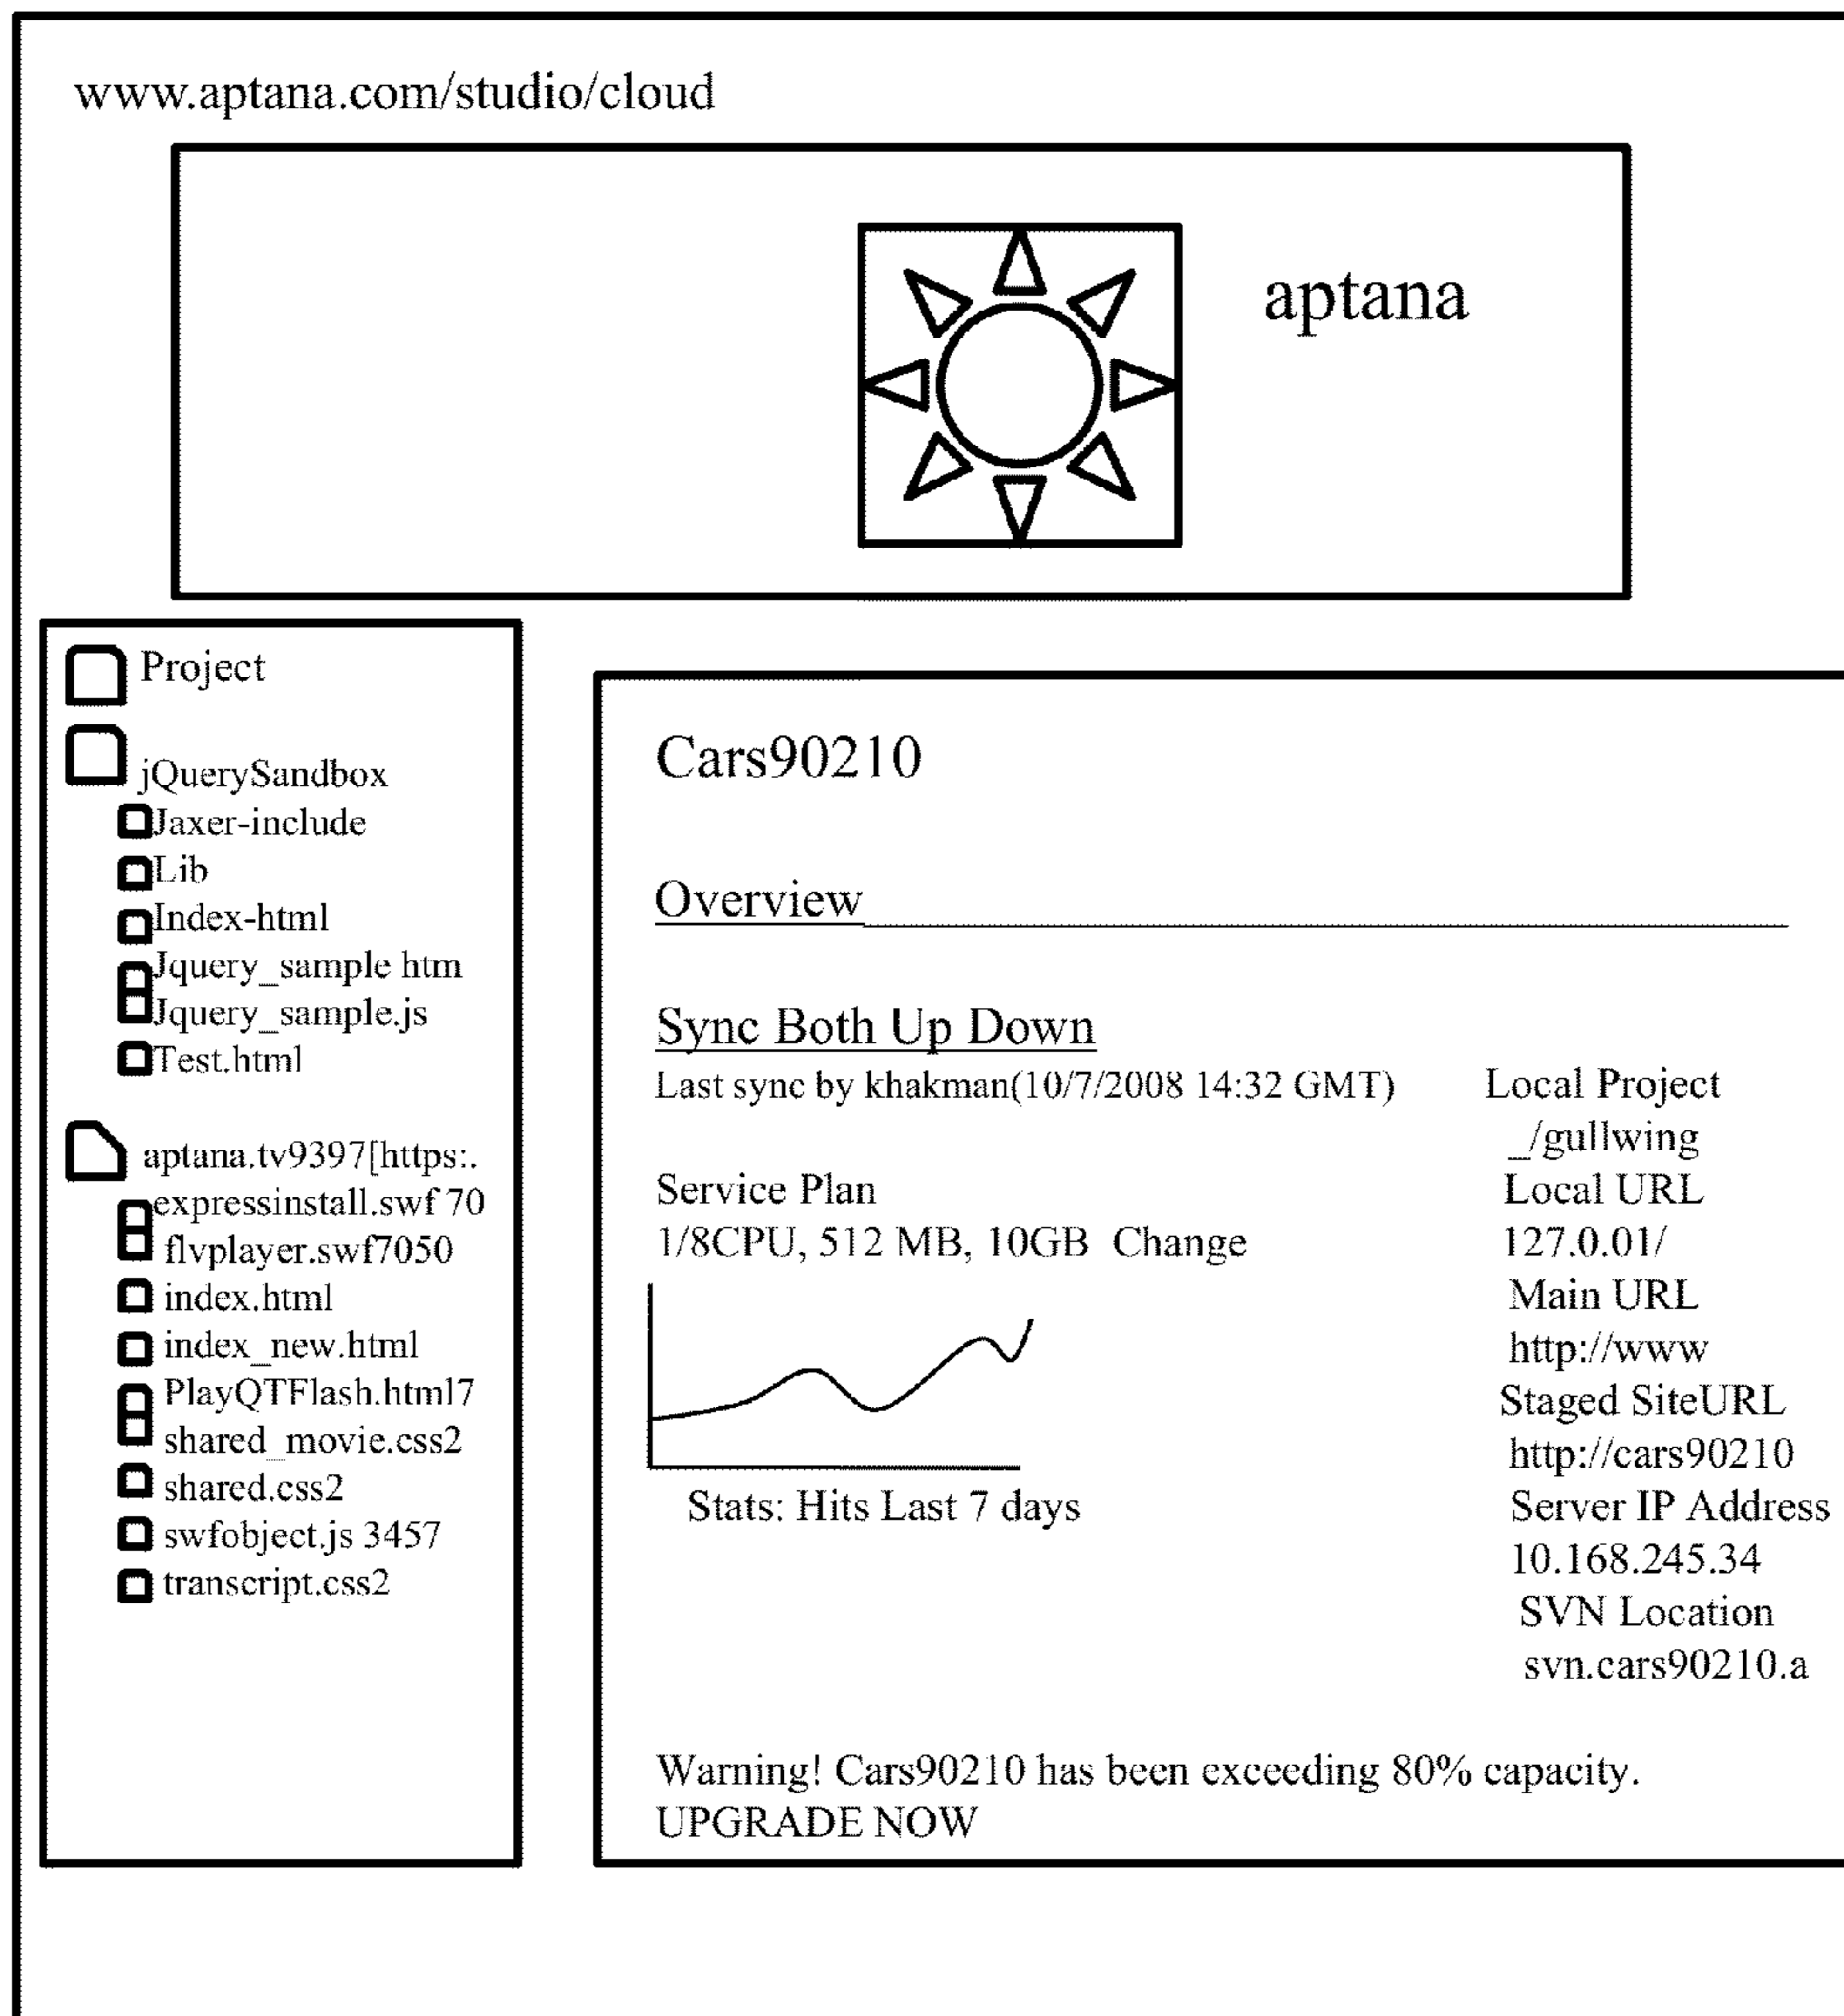 www.aptana.com/studio/cloud
aptana
Project
jQuerySandbox
Jaxer-include
Lib
Index-html
Jquery_sample htm
Jquery_sample.js
Test.html
aptana.tv9397[https:.
expressinstall.swf 70
flvplayer.swf7050
index.html
index_new.html
PlayQTFlash.html7
shared_movie.css2
shared.css2
swfobject.js 3457
transcript.css2
Cars90210
Overview
Sync Both Up Down
Last sync by khakman(10/7/2008 14:32 GMT)
Service Plan
1/8CPU, 512 MB, 10GB Change
Stats: Hits Last 7 days
Local Project
_/gullwing
Local URL
127.0.01/
Main URL
http://www
Staged SiteURL
http://cars90210
Server IP Address
10.168.245.34
SVN Location
svn.cars90210.a
Warning! Cars90210 has been exceeding 80% capacity.
UPGRADE NOW